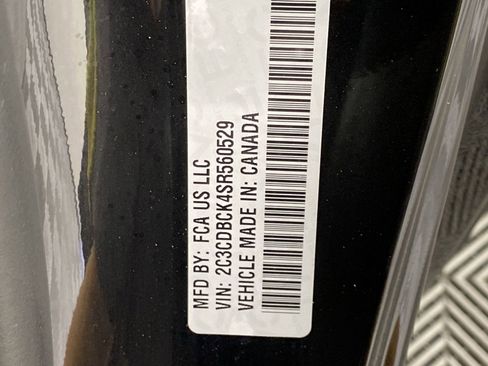 MFD BY: FCA US LLC
VIN: 2C3CDBCK4SR560529
VEHICLE MADE IN: CANADA